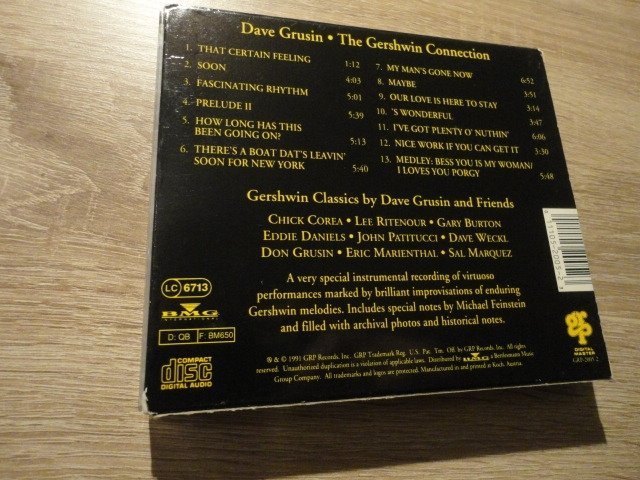 Dave Grusin • The Gershwin Connection
1. THAT CERTAIN FEELING 1:12
2. SOON 4:03
3. FASCINATING RHYTHM 5:01
4. PRELUDE II 5:39
5. HOW LONG HAS THIS
BEEN GOING ON? 5:13
6. THERE'S A BOAT DAT'S LEAVIN'
SOON FOR NEW YORK 5:40
7. MY MAN'S GONE NOW 6:52
8. MAYBE 3:51
9. OUR LOVE IS HERE TO STAY 3:14
10. 'S WONDERFUL 3:47
11. I'VE GOT PLENTY O' NUTHIN' 6:06
12. NICE WORK IF YOU CAN GET IT 3:30
13. MEDLEY: BESS YOU IS MY WOMAN/
I LOVES YOU PORGY 5:48
Gershwin Classics by Dave Grusin and Friends
CHICK COREA • LEE RITENOUR • GARY BURTON
EDDIE DANIELS • JOHN PATITUCCI • DAVE WECKL
DON GRUSIN • ERIC MARIENTHAL • SAL MARQUEZ
A very special instrumental recording of virtuoso
performances marked by brilliant improvisations of enduring
Gershwin melodies. Includes special notes by Michael Feinstein
and filled with archival photos and historical notes.
LC 6713
BMG
D: QB F: BM650
COMPACT
disc
DIGITAL AUDIO
℗ & © 1991 GRP Records, Inc. GRP Trademark Reg. U.S. Pat. Tm. Off. by GRP Records, Inc. All rights
reserved. Unauthorized duplication is a violation of applicable laws. Distributed by BMG a Bertelsmann Music
Group Company. All trademarks and logos are protected. Manufactured in and printed in Koch, Austria.
grp
DIGITAL
MASTER